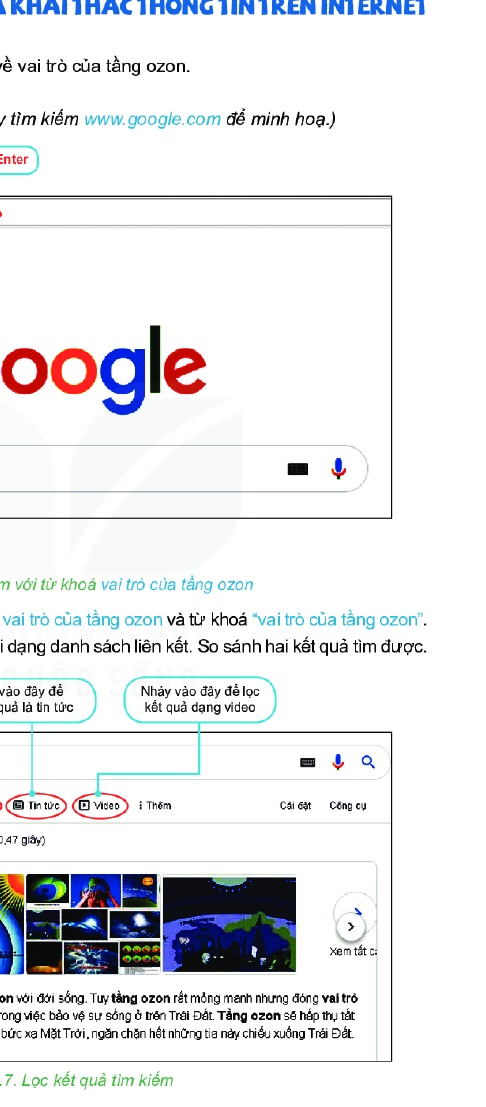 KHAI THÁC THÔNG TIN TRÊN INTERNET
về vai trò của tầng ozon.
y tìm kiếm www.google.com để minh hoạ.)
Enter
oogle
m với từ khoá vai trò của tầng ozon
vai trò của tầng ozon và từ khoá “vai trò của tầng ozon”.
i dạng danh sách liên kết. So sánh hai kết quả tìm được.
vào đây để
quả là tin tức
Nháy vào đây để lọc
kết quả dạng video
Tin tức Video Thêm Cài đặt Công cụ
0,47 giây)
Xem tất cả
on với đời sống. Tuy tầng ozon rất mỏng manh nhưng đóng vai trò
rong việc bảo vệ sự sống ở trên Trái Đất. Tầng ozon sẽ hấp thụ tất
bức xạ Mặt Trời, ngăn chặn hết những tia này chiếu xuống Trái Đất.
.7. Lọc kết quả tìm kiếm